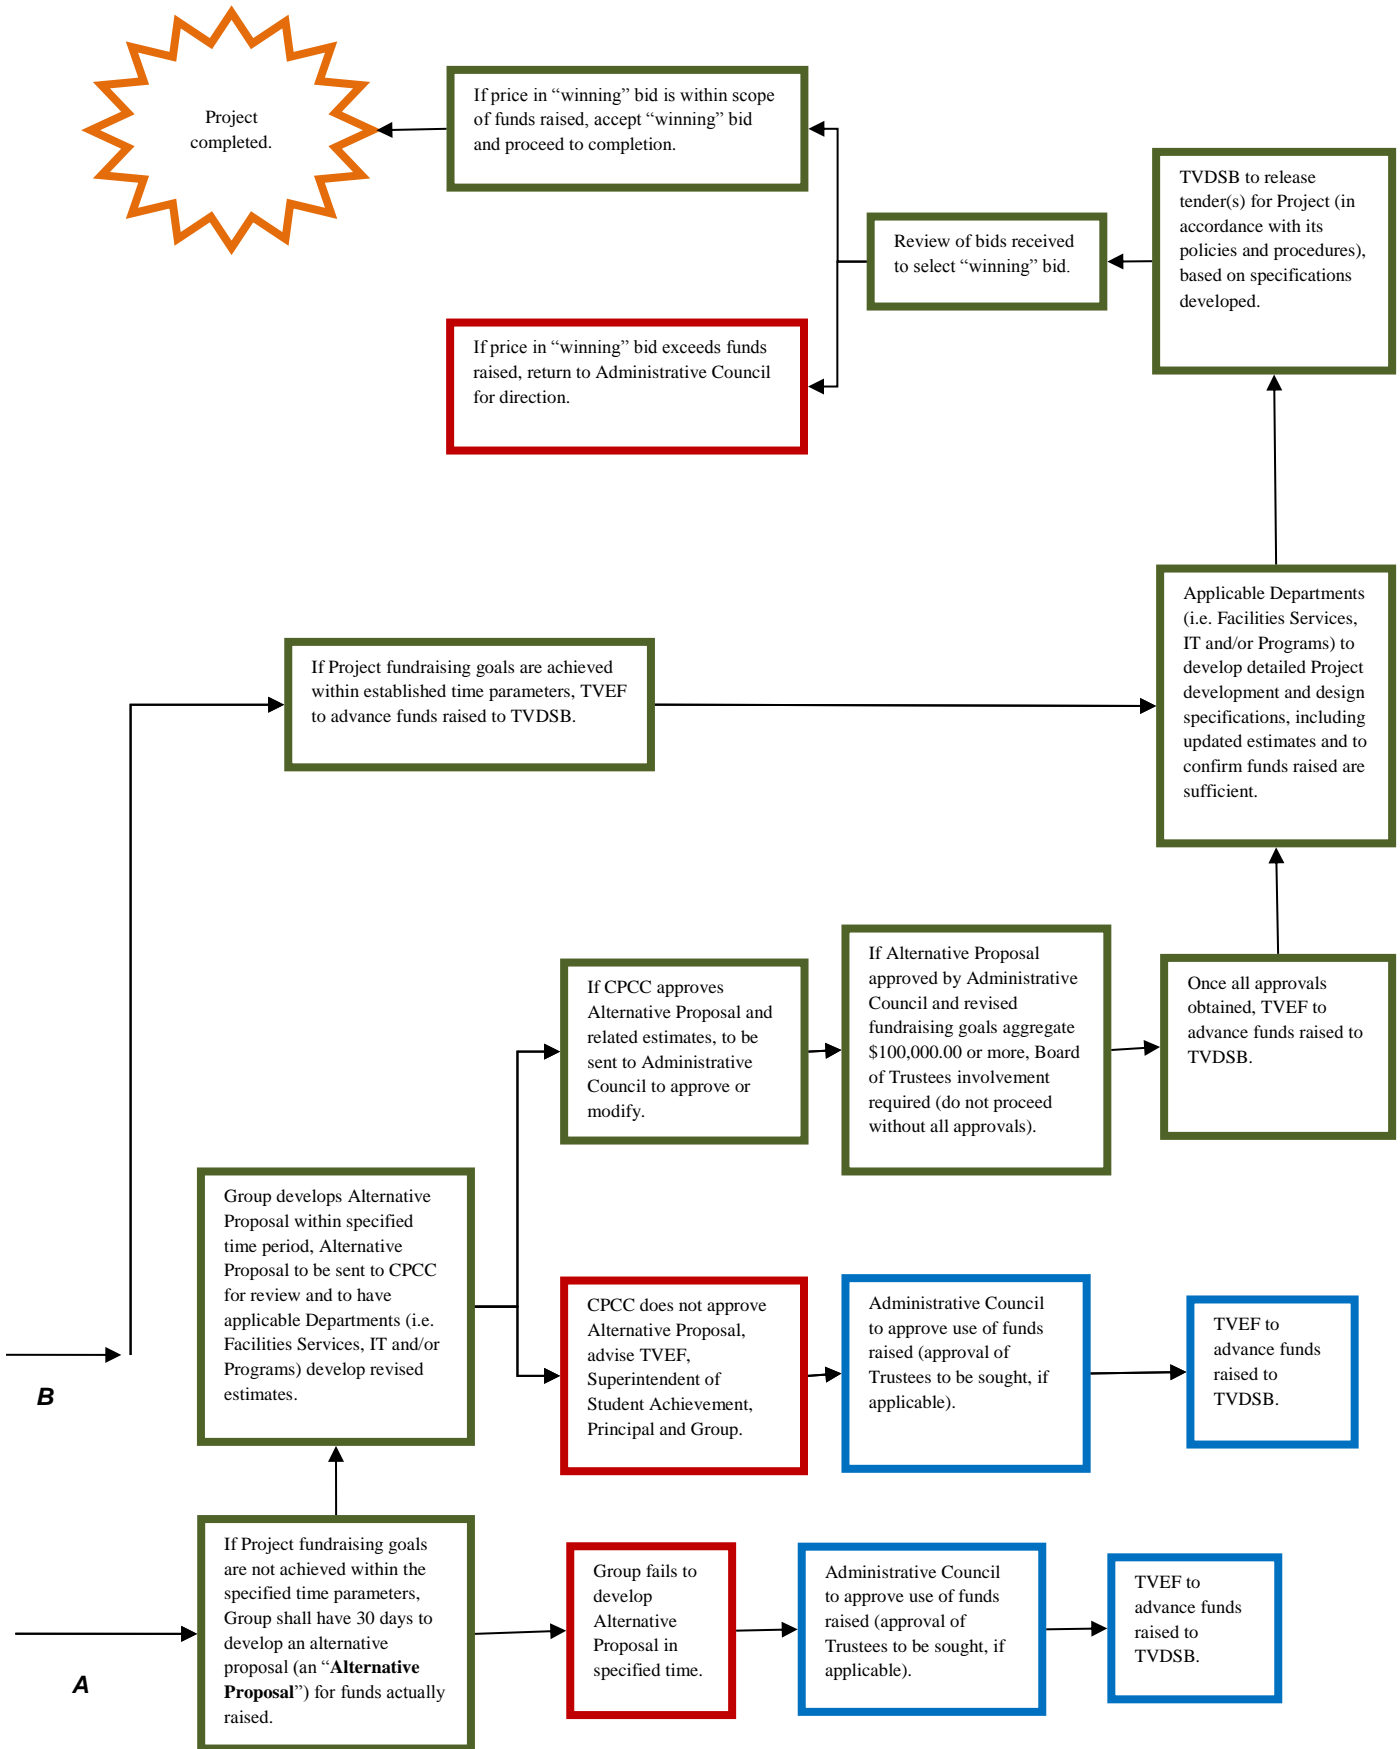 Project
completed.
If price in “winning” bid is within scope
of funds raised, accept “winning” bid
and proceed to completion.
TVDSB to release
tender(s) for Project (in
accordance with its
policies and procedures),
based on specifications
developed.
Review of bids received
to select “winning” bid.
If price in “winning” bid exceeds funds
raised, return to Administrative Council
for direction.
Applicable Departments
(i.e. Facilities Services,
IT and/or Programs) to
develop detailed Project
development and design
specifications, including
updated estimates and to
confirm funds raised are
sufficient.
If Project fundraising goals are achieved
within established time parameters, TVEF
to advance funds raised to TVDSB.
If CPCC approves
Alternative Proposal and
related estimates, to be
sent to Administrative
Council to approve or
modify.
If Alternative Proposal
approved by Administrative
Council and revised
fundraising goals aggregate
$100,000.00 or more, Board
of Trustees involvement
required (do not proceed
without all approvals).
Once all approvals
obtained, TVEF to
advance funds raised to
TVDSB.
Group develops Alternative
Proposal within specified
time period, Alternative
Proposal to be sent to CPCC
for review and to have
applicable Departments (i.e.
Facilities Services, IT and/or
Programs) develop revised
estimates.
CPCC does not approve
Alternative Proposal,
advise TVEF,
Superintendent of
Student Achievement,
Principal and Group.
Administrative Council
to approve use of funds
raised (approval of
Trustees to be sought, if
applicable).
TVEF to
advance funds
raised to
TVDSB.
B
If Project fundraising goals
are not achieved within the
specified time parameters,
Group shall have 30 days to
develop an alternative
proposal (an “Alternative
Proposal”) for funds actually
raised.
Group fails to
develop
Alternative
Proposal in
specified time.
Administrative Council
to approve use of funds
raised (approval of
Trustees to be sought, if
applicable).
TVEF to
advance funds
raised to
TVDSB.
A